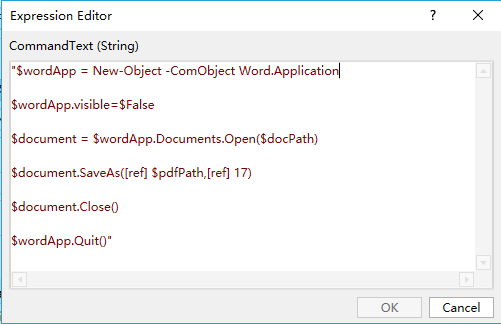 Expression Editor
?
CommandText (String)
"$wordApp = New-Object -ComObject Word.Application
$wordApp.visible=$False
$document = $wordApp.Documents.Open($docPath)
$document.SaveAs([ref] $pdfPath,[ref] 17)
$document.Close()
$wordApp.Quit()"
OK
Cancel